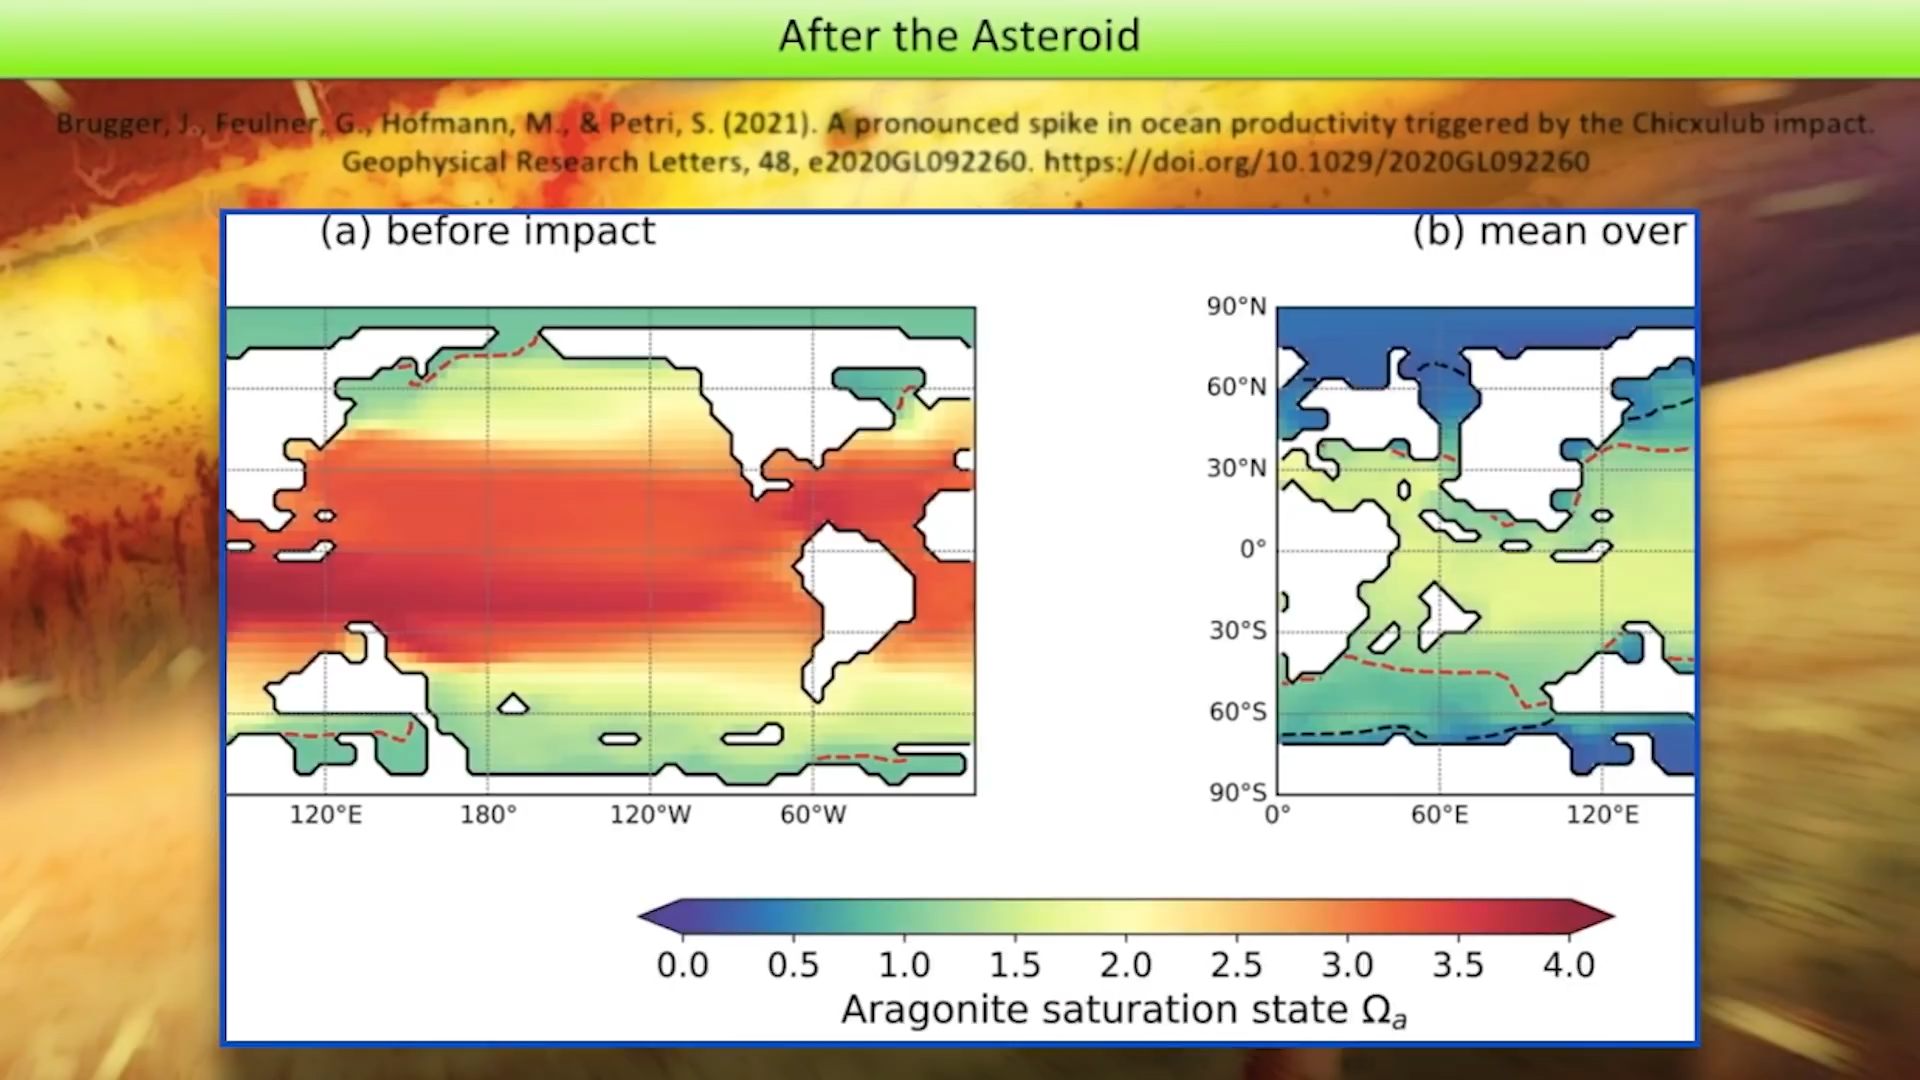 After the Asteroid
Brugger, J., Feulner, G., Hofmann, M., & Petri, S. (2021). A pronounced spike in ocean productivity triggered by the Chicxulub impact.
Geophysical Research Letters, 48, e2020GL092260. https://doi.org/10.1029/2020GL092260
(a) before impact
(b) mean over
90°N
60°N
30°N
0°
30°S
60°S
90°S
120°E 180° 120°W 60°W
0° 60°E 120°E
0.0 0.5 1.0 1.5 2.0 2.5 3.0 3.5 4.0
Aragonite saturation state Ωa